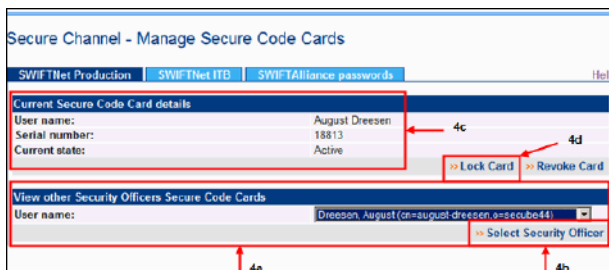 Secure Channel - Manage Secure Code Cards
SWIFTNet Production SWIFTNet ITB SWIFTAlliance passwords Hel
Current Secure Code Card details
User name: August Dreesen
Serial number: 18813 4c
Current state: Active 4d
»Lock Card »Revoke Card
View other Security Officers Secure Code Cards
User name: Dreesen, August (cn=august-dreesen,o=secube44)
»Select Security Officer
4a 4b